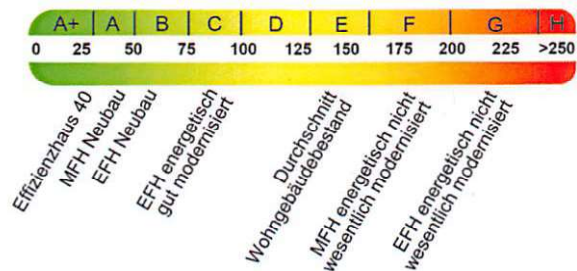 A+ A B C D E F G H
0 25 50 75 100 125 150 175 200 225 >250
Effizienzhaus 40
MFH Neubau
EFH Neubau
EFH energetisch
gut modernisiert
Durchschnitt
Wohngebäudebestand
MFH energetisch nicht
wesentlich modernisiert
EFH energetisch nicht
wesentlich modernisiert